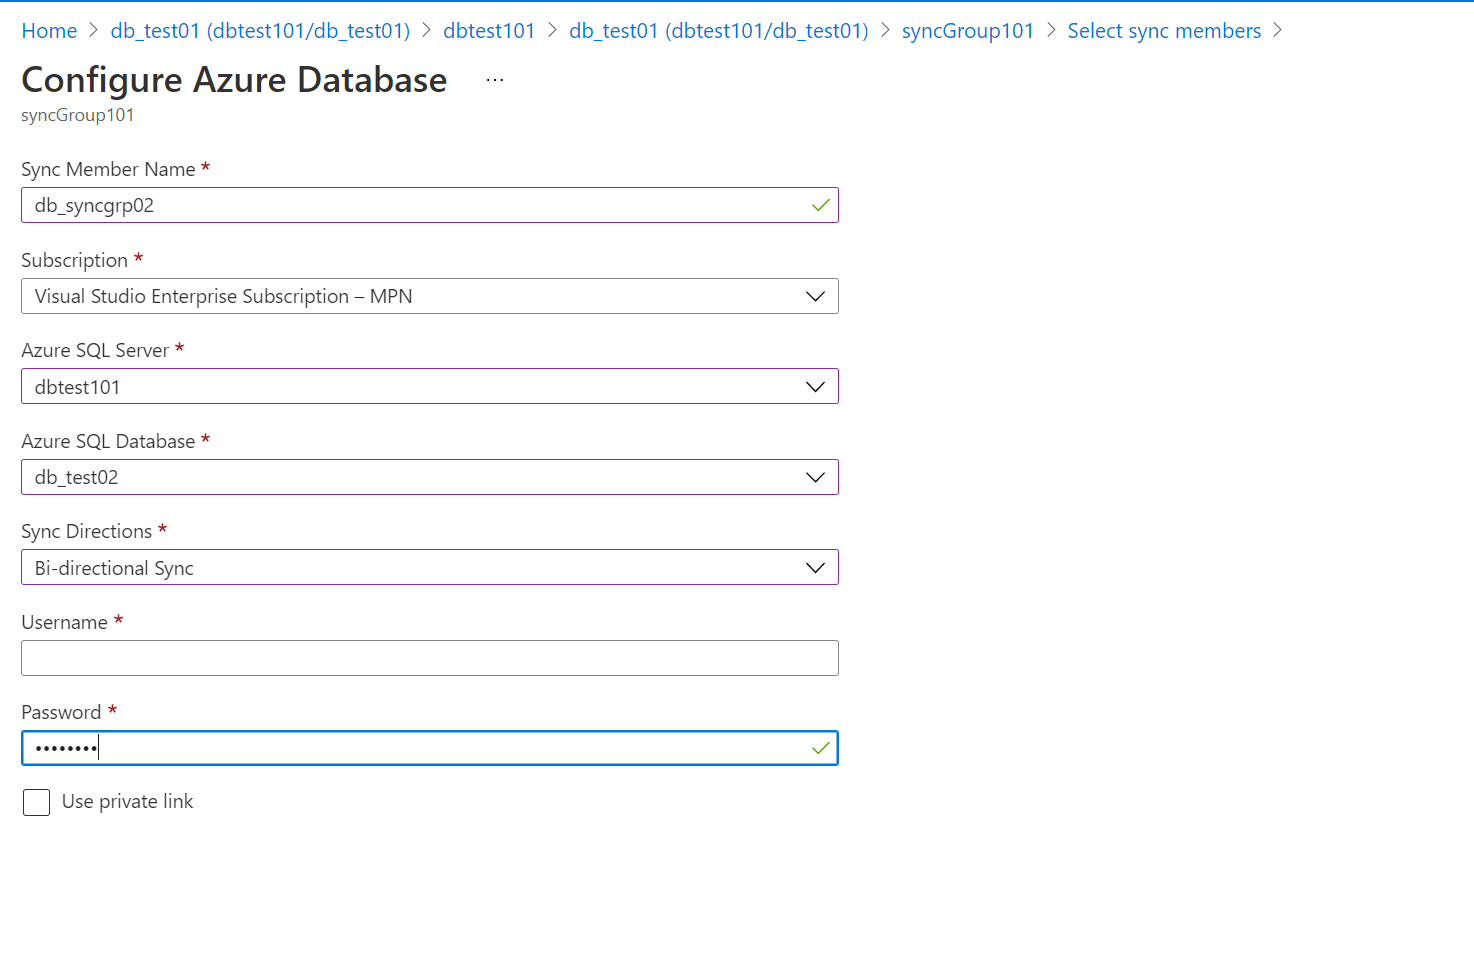 Home > db_test01 (dbtest101/db_test01) > dbtest101 > db_test01 (dbtest101/db_test01) > syncGroup101 > Select sync members >
Configure Azure Database ...
syncGroup101
Sync Member Name *
db_syncgrp02
Subscription *
Visual Studio Enterprise Subscription – MPN
Azure SQL Server *
dbtest101
Azure SQL Database *
db_test02
Sync Directions *
Bi-directional Sync
Username *
Password *
••••••••
Use private link